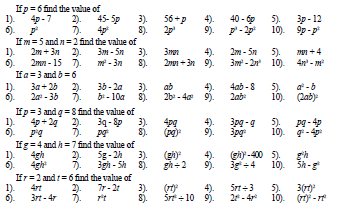 If p = 6 find the value of
1). 4p - 7 2). 45 - 5p 3). 56 + p 4). 40 - 6p 5). 3p - 12
6). p² 7). 4p² 8). 2p³ 9). p³ - 2p² 10). 9p - p²
If m = 5 and n = 2 find the value of
1). 2m + 3n 2). 3m - 5n 3). 3mn 4). 2m - 5n 5). mn + 4
6). 2mn - 15 7). m² - 3n 8). 2mn + 3n 9). 3m² - 2n² 10). 4n² - m²
If a = 3 and b = 6
1). 3a + 2b 2). 3b - 2a 3). ab 4). 4ab - 8 5). a² - b
6). 2a² - 3b 7). b² - 10a 8). 2b² - 4a² 9). 2ab² 10). (2ab)²
If p = 3 and q = 8 find the value of
1). 4p + 2q 2). 3q - 8p 3). 4pq 4). 3pq - q 5). pq - 4p
6). p²q 7). pq² 8). (pq)² 9). 3pq² 10). q² - 4p²
If g = 4 and h = 7 find the value of
1). 4gh 2). 5g - 2h 3). (gh)² 4). (gh)² - 400 5). g²h
6). 4gh² 7). 3gh - 5h 8). gh ÷ 2 9). 3g² ÷ 4 10). 5h - g²
If r = 2 and t = 6 find the value of
1). 4rt 2). 7r - 2t 3). (rt)² 4). 5rt ÷ 3 5). 3(rt)²
6). 3rt - 4r 7). r²t 8). 5rt² ÷ 10 9). 2t² - 4r² 10). (rt)² - rt²